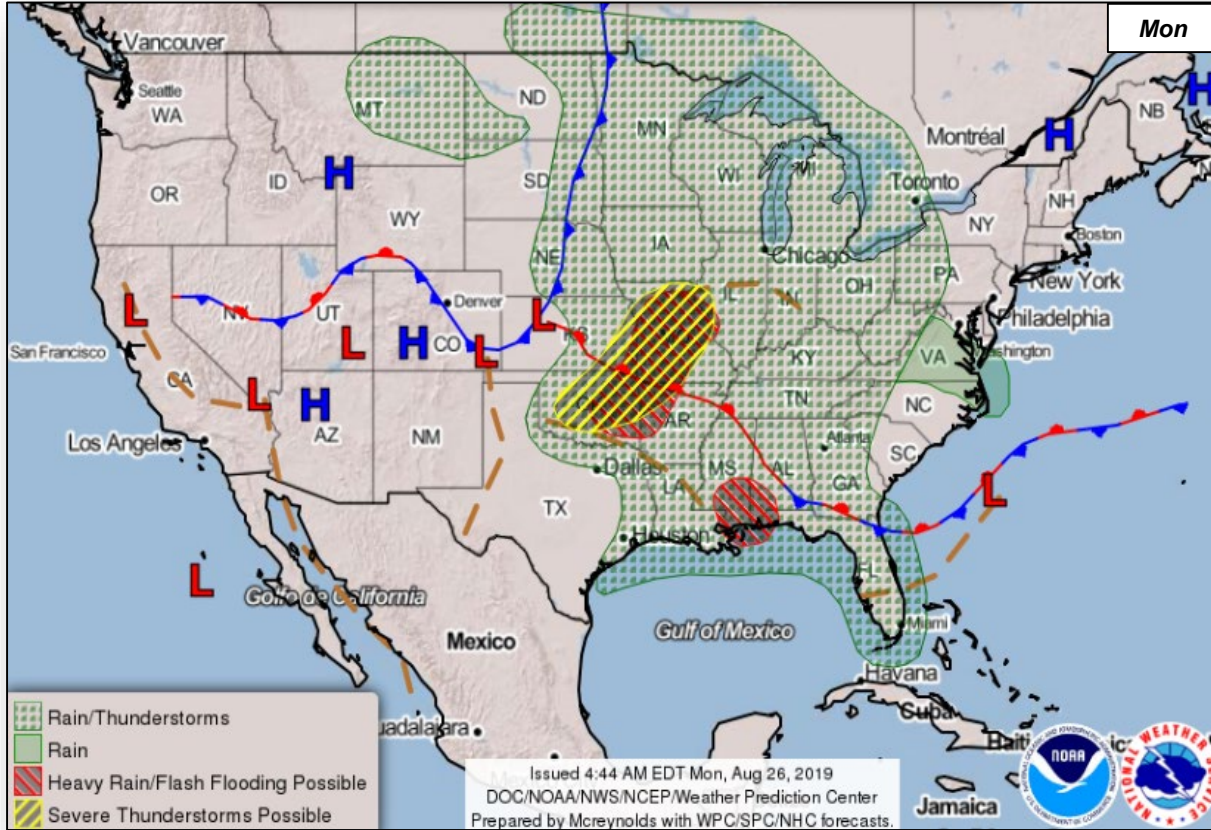 Mon
Vancouver
Seattle
WA
MT
ND
MN
Montréal
NB
H
H
OR
ID
H
WY
SD
WI
MI
Toronto
NH
NY
Boston
IA
NE
Chicago
PA
New York
L
NV
UT
Denver
L
IL
IN
OH
Philadelphia
San Francisco
L
H
CO
L
KS
KY
VA
Washington
CA
L
H
AZ
NM
OK
AR
TN
NC
Los Angeles
Atlanta
SC
Dallas
MS
AL
GA
LA
TX
L
Houston
L
Golfo de California
FL
Mexico
Gulf of Mexico
Miami
Havana
Cuba
Rain/Thunderstorms
Rain
Heavy Rain/Flash Flooding Possible
Severe Thunderstorms Possible
uadalajara
Haiti
Jamaica
Issued 4:44 AM EDT Mon, Aug 26, 2019
DOC/NOAA/NWS/NCEP/Weather Prediction Center
Prepared by Mcreynolds with WPC/SPC/NHC forecasts.
NOAA
NATIONAL WEATHER SERVICE